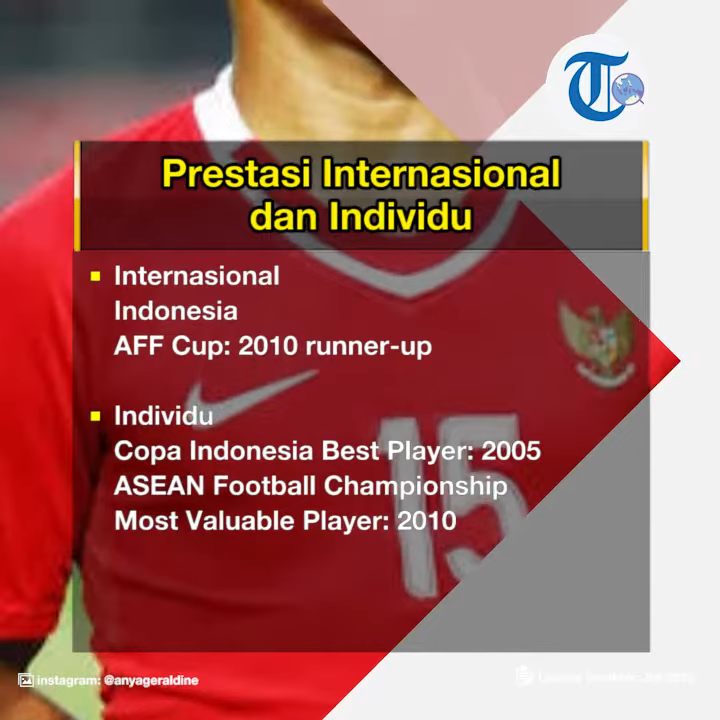 T
Prestasi Internasional
dan Individu
Internasional
Indonesia
AFF Cup: 2010 runner-up
Individu
Copa Indonesia Best Player: 2005
ASEAN Football Championship
Most Valuable Player: 2010
15
instagram: @anyageraldine